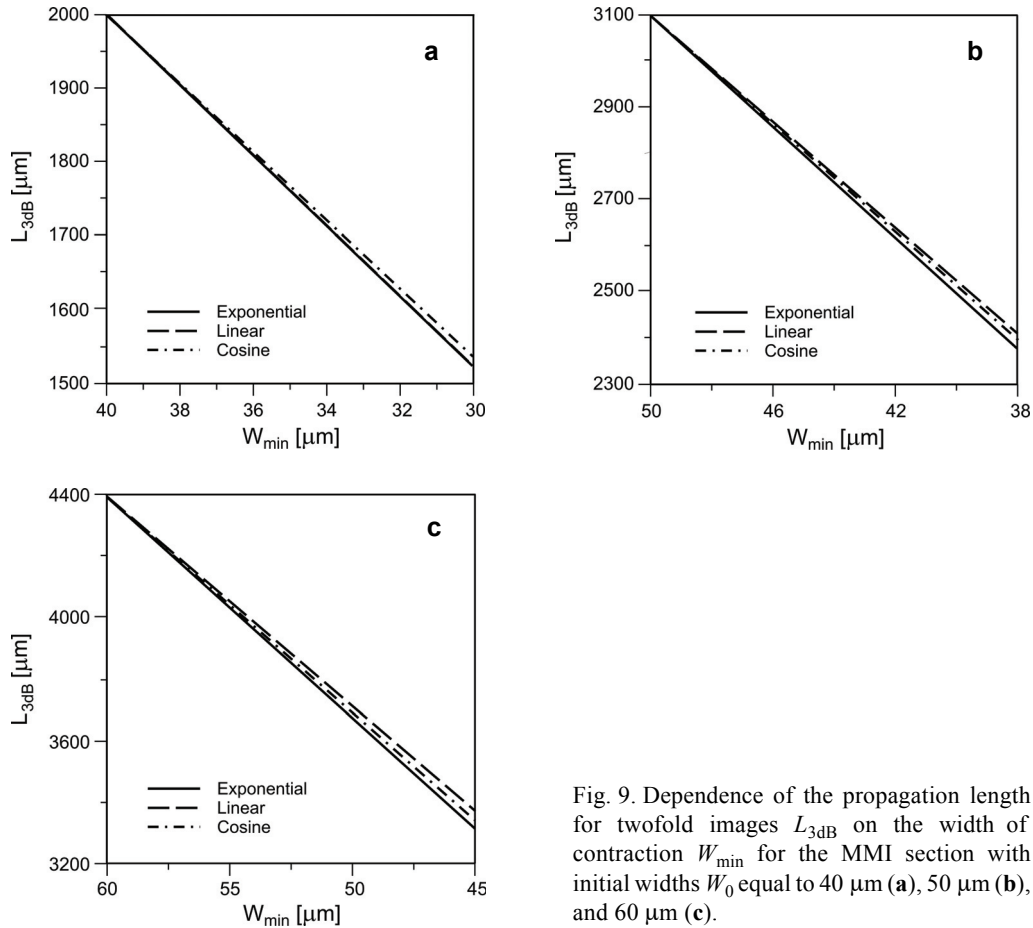 2000
1900
1800
1700
1600
1500
L3dB [μm]
a
Exponential
Linear
Cosine
40 38 36 34 32 30
Wmin [μm]
3100
2900
2700
2500
2300
L3dB [μm]
b
Exponential
Linear
Cosine
50 46 42 38
Wmin [μm]
4400
4000
3600
3200
L3dB [μm]
c
Exponential
Linear
Cosine
60 55 50 45
Wmin [μm]
Fig. 9. Dependence of the propagation length
for twofold images L3dB on the width of
contraction Wmin for the MMI section with
initial widths W0 equal to 40 μm (a), 50 μm (b),
and 60 μm (c).